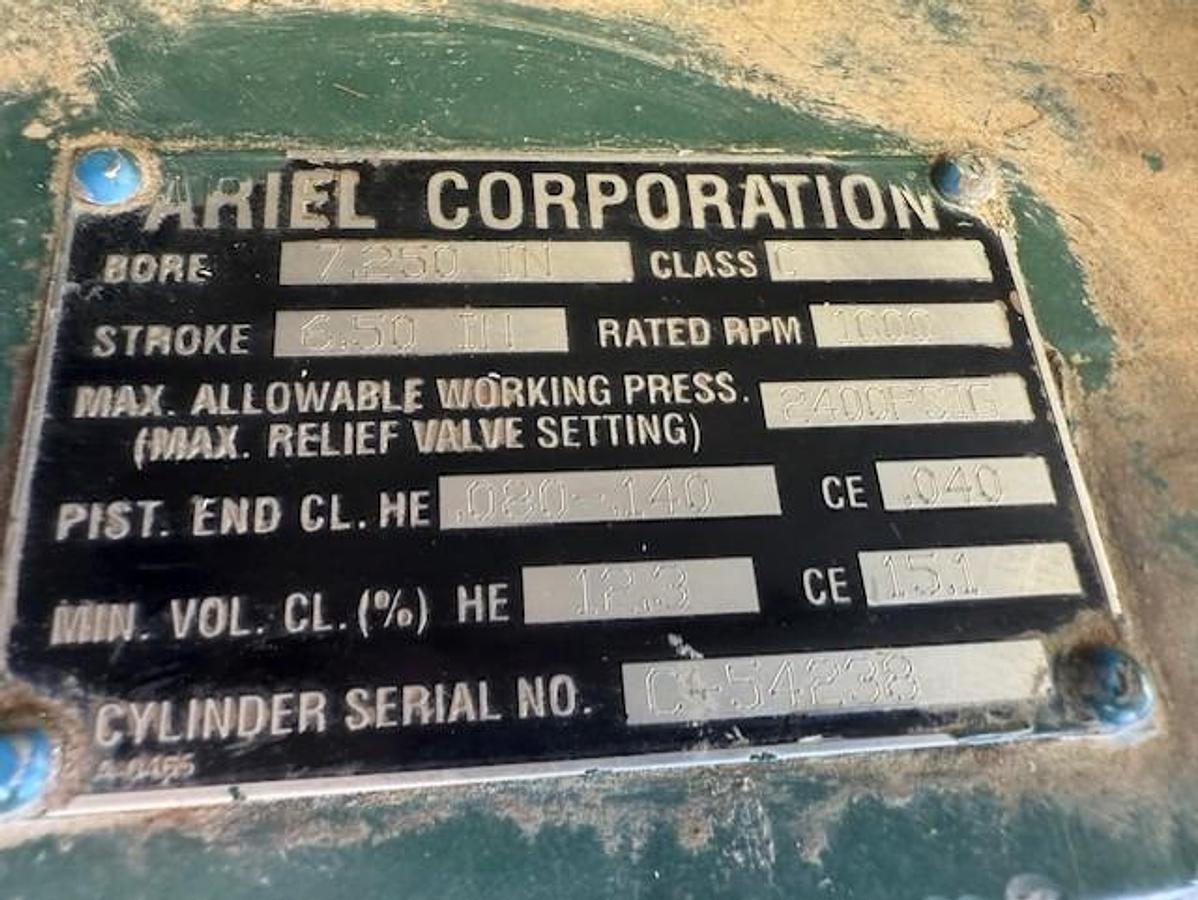 ARIEL CORPORATION
BORE 7.250 IN CLASS C
STROKE 6.50 IN RATED RPM 1000
MAX. ALLOWABLE WORKING PRESS. 2400PSIG
(MAX. RELIEF VALVE SETTING)
PIST. END CL. HE .080-.140 CE .040
MIN. VOL. CL. (%) HE 12.3 CE 15.1
CYLINDER SERIAL NO. C-54238